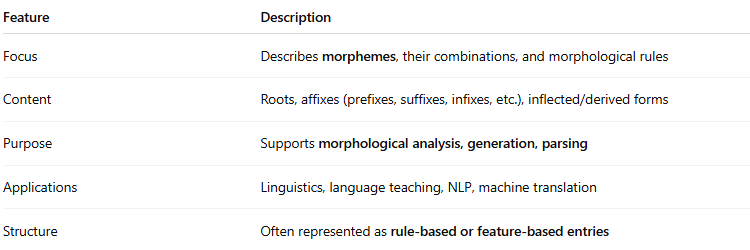 Feature Description
Focus Describes morphemes, their combinations, and morphological rules
Content Roots, affixes (prefixes, suffixes, infixes, etc.), inflected/derived forms
Purpose Supports morphological analysis, generation, parsing
Applications Linguistics, language teaching, NLP, machine translation
Structure Often represented as rule-based or feature-based entries